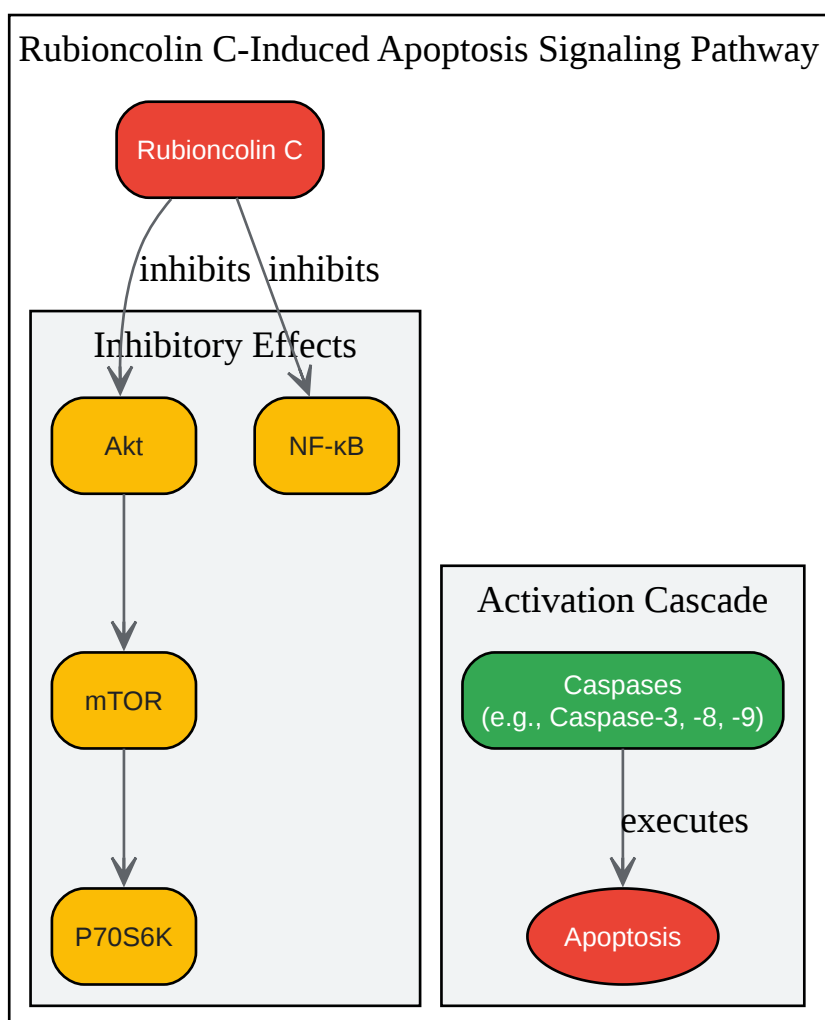 Rubioncolin C-Induced Apoptosis Signaling Pathway
Rubioncolin C
inhibits
inhibits
Inhibitory Effects
Akt
NF-κB
mTOR
P70S6K
Activation Cascade
Caspases
(e.g., Caspase-3, -8, -9)
executes
Apoptosis